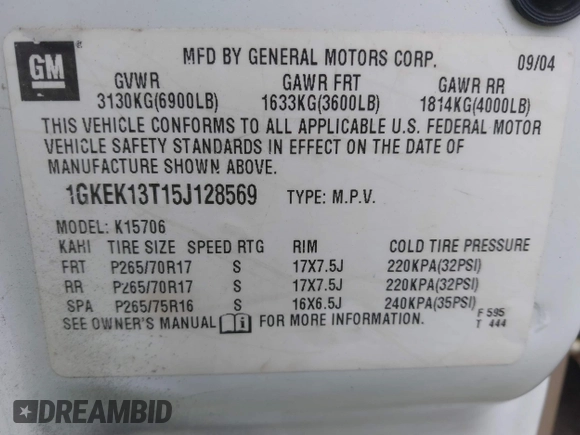 GM
MFD BY GENERAL MOTORS CORP. 09/04
GVWR GAWR FRT GAWR RR
3130KG(6900LB) 1633KG(3600LB) 1814KG(4000LB)
THIS VEHICLE CONFORMS TO ALL APPLICABLE U.S. FEDERAL MOTOR
VEHICLE SAFETY STANDARDS IN EFFECT ON THE DATE OF
MANUFACTURE SHOWN ABOVE.
1GKEK13T15J128569 TYPE: M.P.V.
MODEL: K15706
KAHI TIRE SIZE SPEED RTG RIM COLD TIRE PRESSURE
FRT P265/70R17 S 17X7.5J 220KPA(32PSI)
RR P265/70R17 S 17X7.5J 220KPA(32PSI)
SPA P265/75R16 S 16X6.5J 240KPA(35PSI)
SEE OWNER'S MANUAL i FOR MORE INFORMATION. F 595
T 444
DREAMBID